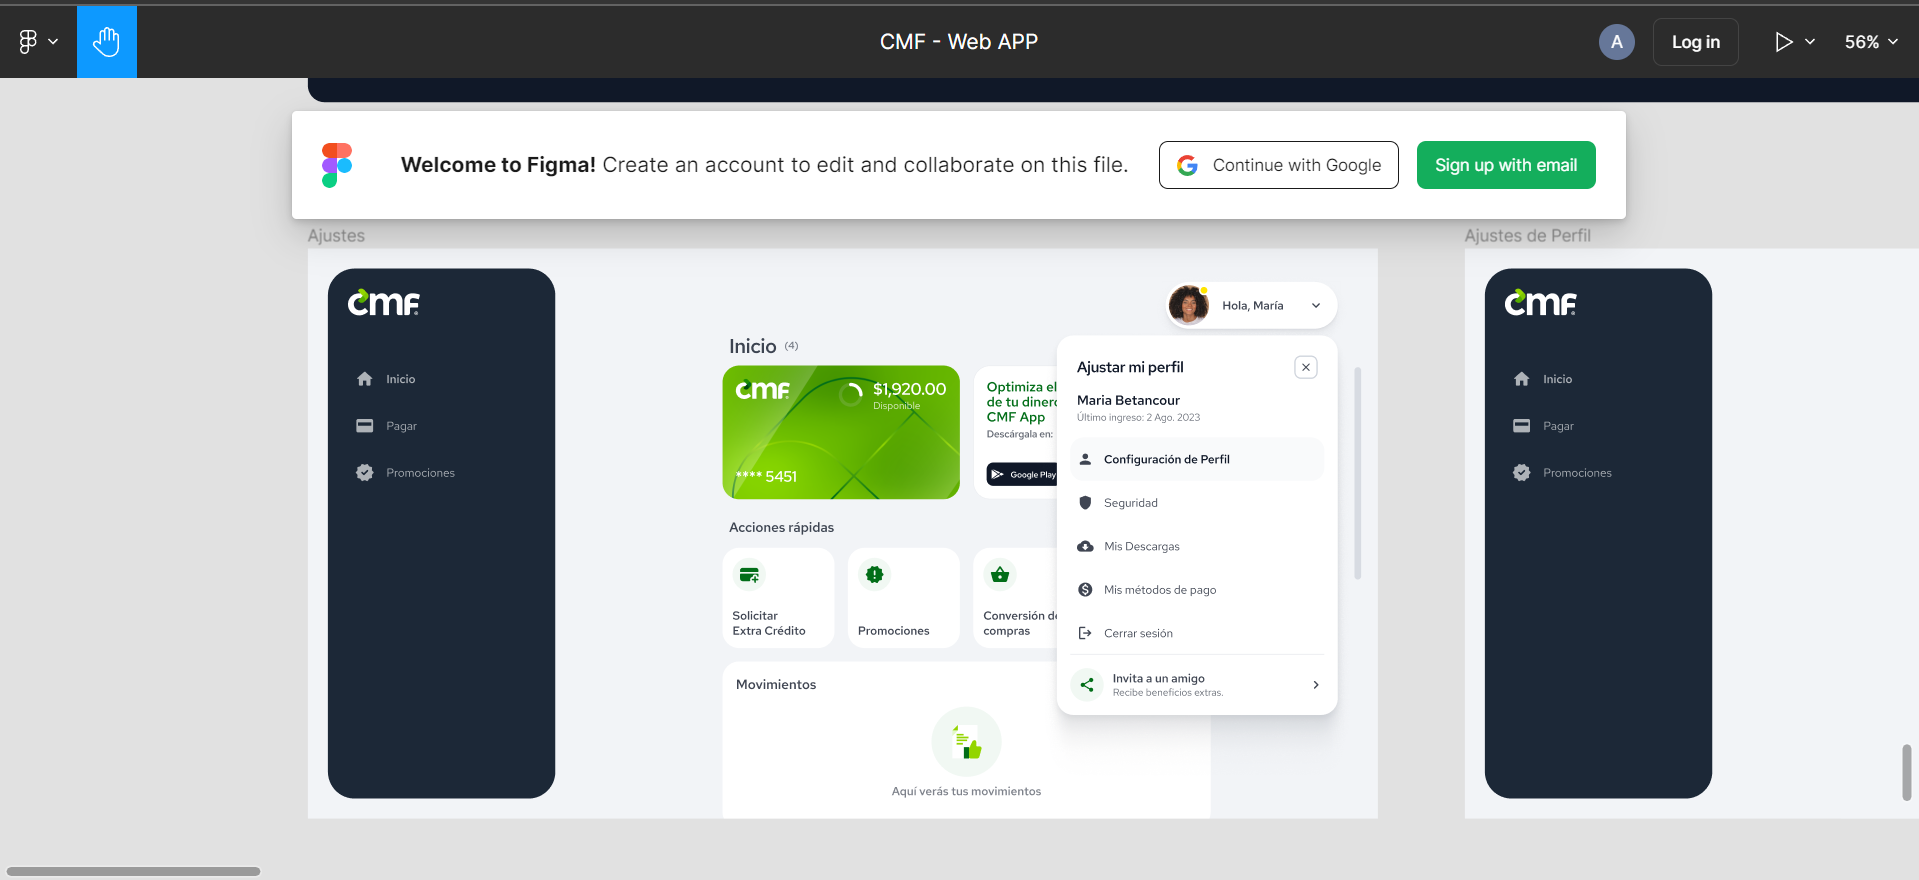 CMF - Web APP
A
Log in
56%
Welcome to Figma! Create an account to edit and collaborate on this file.
Continue with Google
Sign up with email
Ajustes
Ajustes de Perfil
cmf
Inicio
Pagar
Promociones
Hola, María
Inicio (4)
cmf
$1,920.00
Disponible
**** 5451
Optimiza el
de tu dinero
CMF App
Descárgala en:
Google Play
Ajustar mi perfil
Maria Betancour
Último ingreso: 2 Ago. 2023
Configuración de Perfil
Seguridad
Mis Descargas
Mis métodos de pago
Cerrar sesión
Invita a un amigo
Recibe beneficios extras.
Acciones rápidas
Solicitar
Extra Crédito
Promociones
Conversión de
compras
Movimientos
Aquí verás tus movimientos
cmf
Inicio
Pagar
Promociones